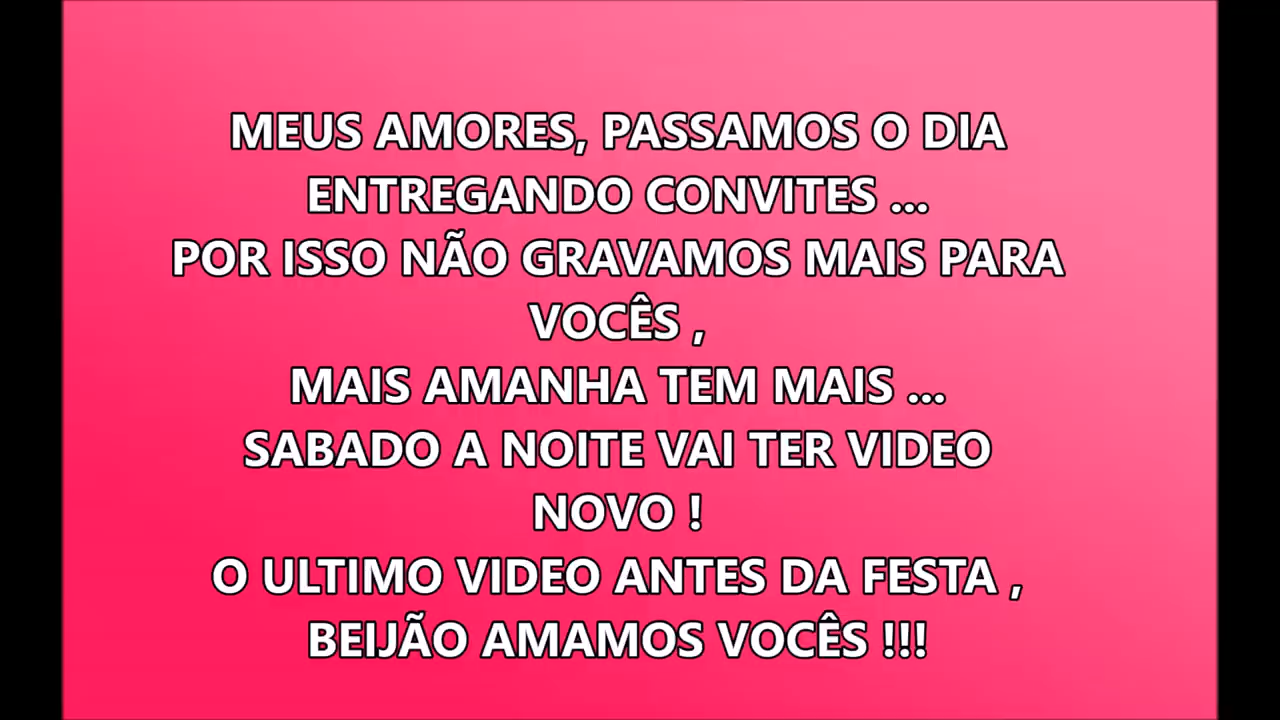 MEUS AMORES, PASSAMOS O DIA
ENTREGANDO CONVITES ...
POR ISSO NÃO GRAVAMOS MAIS PARA
VOCÊS ,
MAIS AMANHA TEM MAIS ...
SABADO A NOITE VAI TER VIDEO
NOVO !
O ULTIMO VIDEO ANTES DA FESTA ,
BEIJÃO AMAMOS VOCÊS !!!